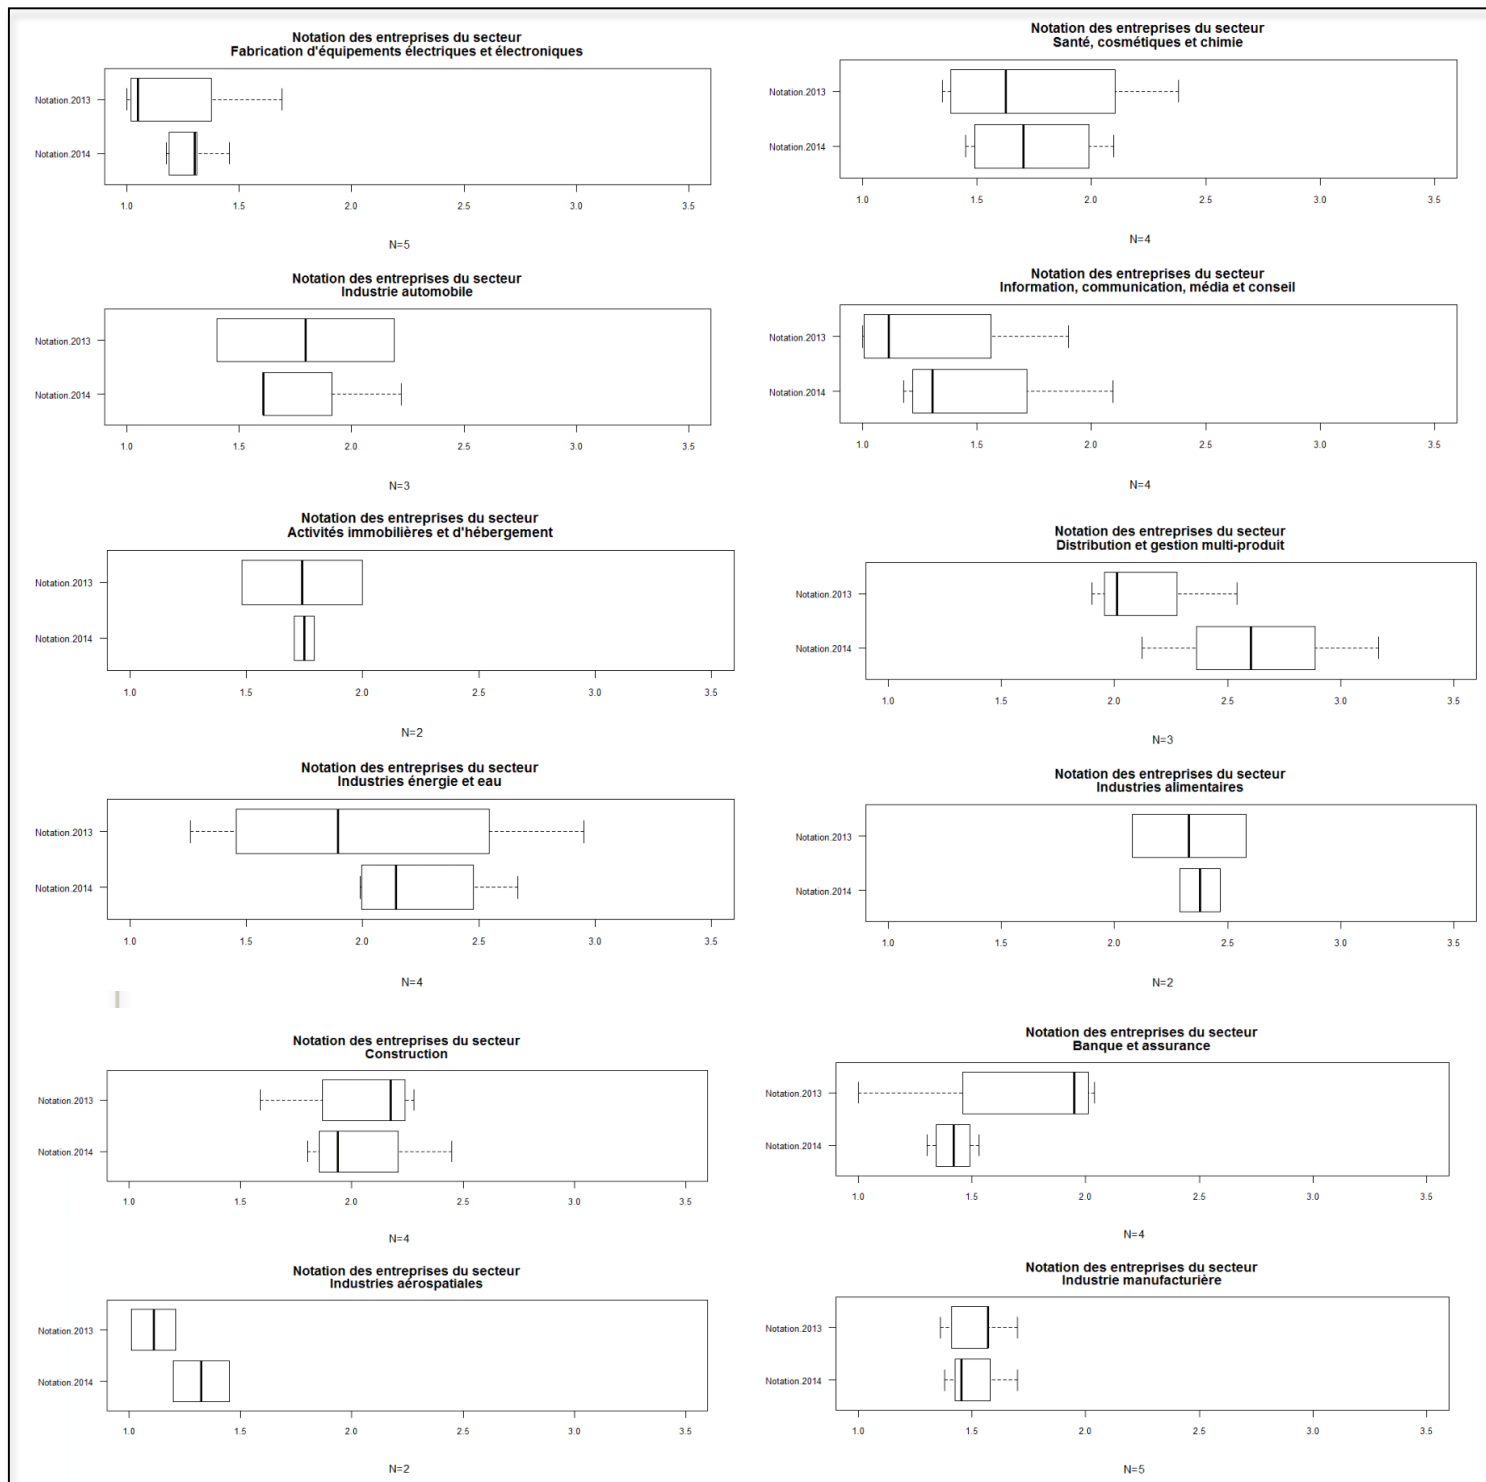 Notation des entreprises du secteur
Fabrication d'équipements électriques et électroniques
Notation.2013
Notation.2014
1.0 1.5 2.0 2.5 3.0 3.5
N=5
Notation des entreprises du secteur
Santé, cosmétiques et chimie
Notation.2013
Notation.2014
1.0 1.5 2.0 2.5 3.0 3.5
N=4
Notation des entreprises du secteur
Industrie automobile
Notation.2013
Notation.2014
1.0 1.5 2.0 2.5 3.0 3.5
N=3
Notation des entreprises du secteur
Information, communication, média et conseil
Notation.2013
Notation.2014
1.0 1.5 2.0 2.5 3.0 3.5
N=4
Notation des entreprises du secteur
Activités immobilières et d'hébergement
Notation.2013
Notation.2014
1.0 1.5 2.0 2.5 3.0 3.5
N=2
Notation des entreprises du secteur
Distribution et gestion multi-produit
Notation.2013
Notation.2014
1.0 1.5 2.0 2.5 3.0 3.5
N=3
Notation des entreprises du secteur
Industries énergie et eau
Notation.2013
Notation.2014
1.0 1.5 2.0 2.5 3.0 3.5
N=4
Notation des entreprises du secteur
Industries alimentaires
Notation.2013
Notation.2014
1.0 1.5 2.0 2.5 3.0 3.5
N=2
Notation des entreprises du secteur
Construction
Notation.2013
Notation.2014
1.0 1.5 2.0 2.5 3.0 3.5
N=4
Notation des entreprises du secteur
Banque et assurance
Notation.2013
Notation.2014
1.0 1.5 2.0 2.5 3.0 3.5
N=4
Notation des entreprises du secteur
Industries aérospatiales
Notation.2013
Notation.2014
1.0 1.5 2.0 2.5 3.0 3.5
N=2
Notation des entreprises du secteur
Industrie manufacturière
Notation.2013
Notation.2014
1.0 1.5 2.0 2.5 3.0 3.5
N=5